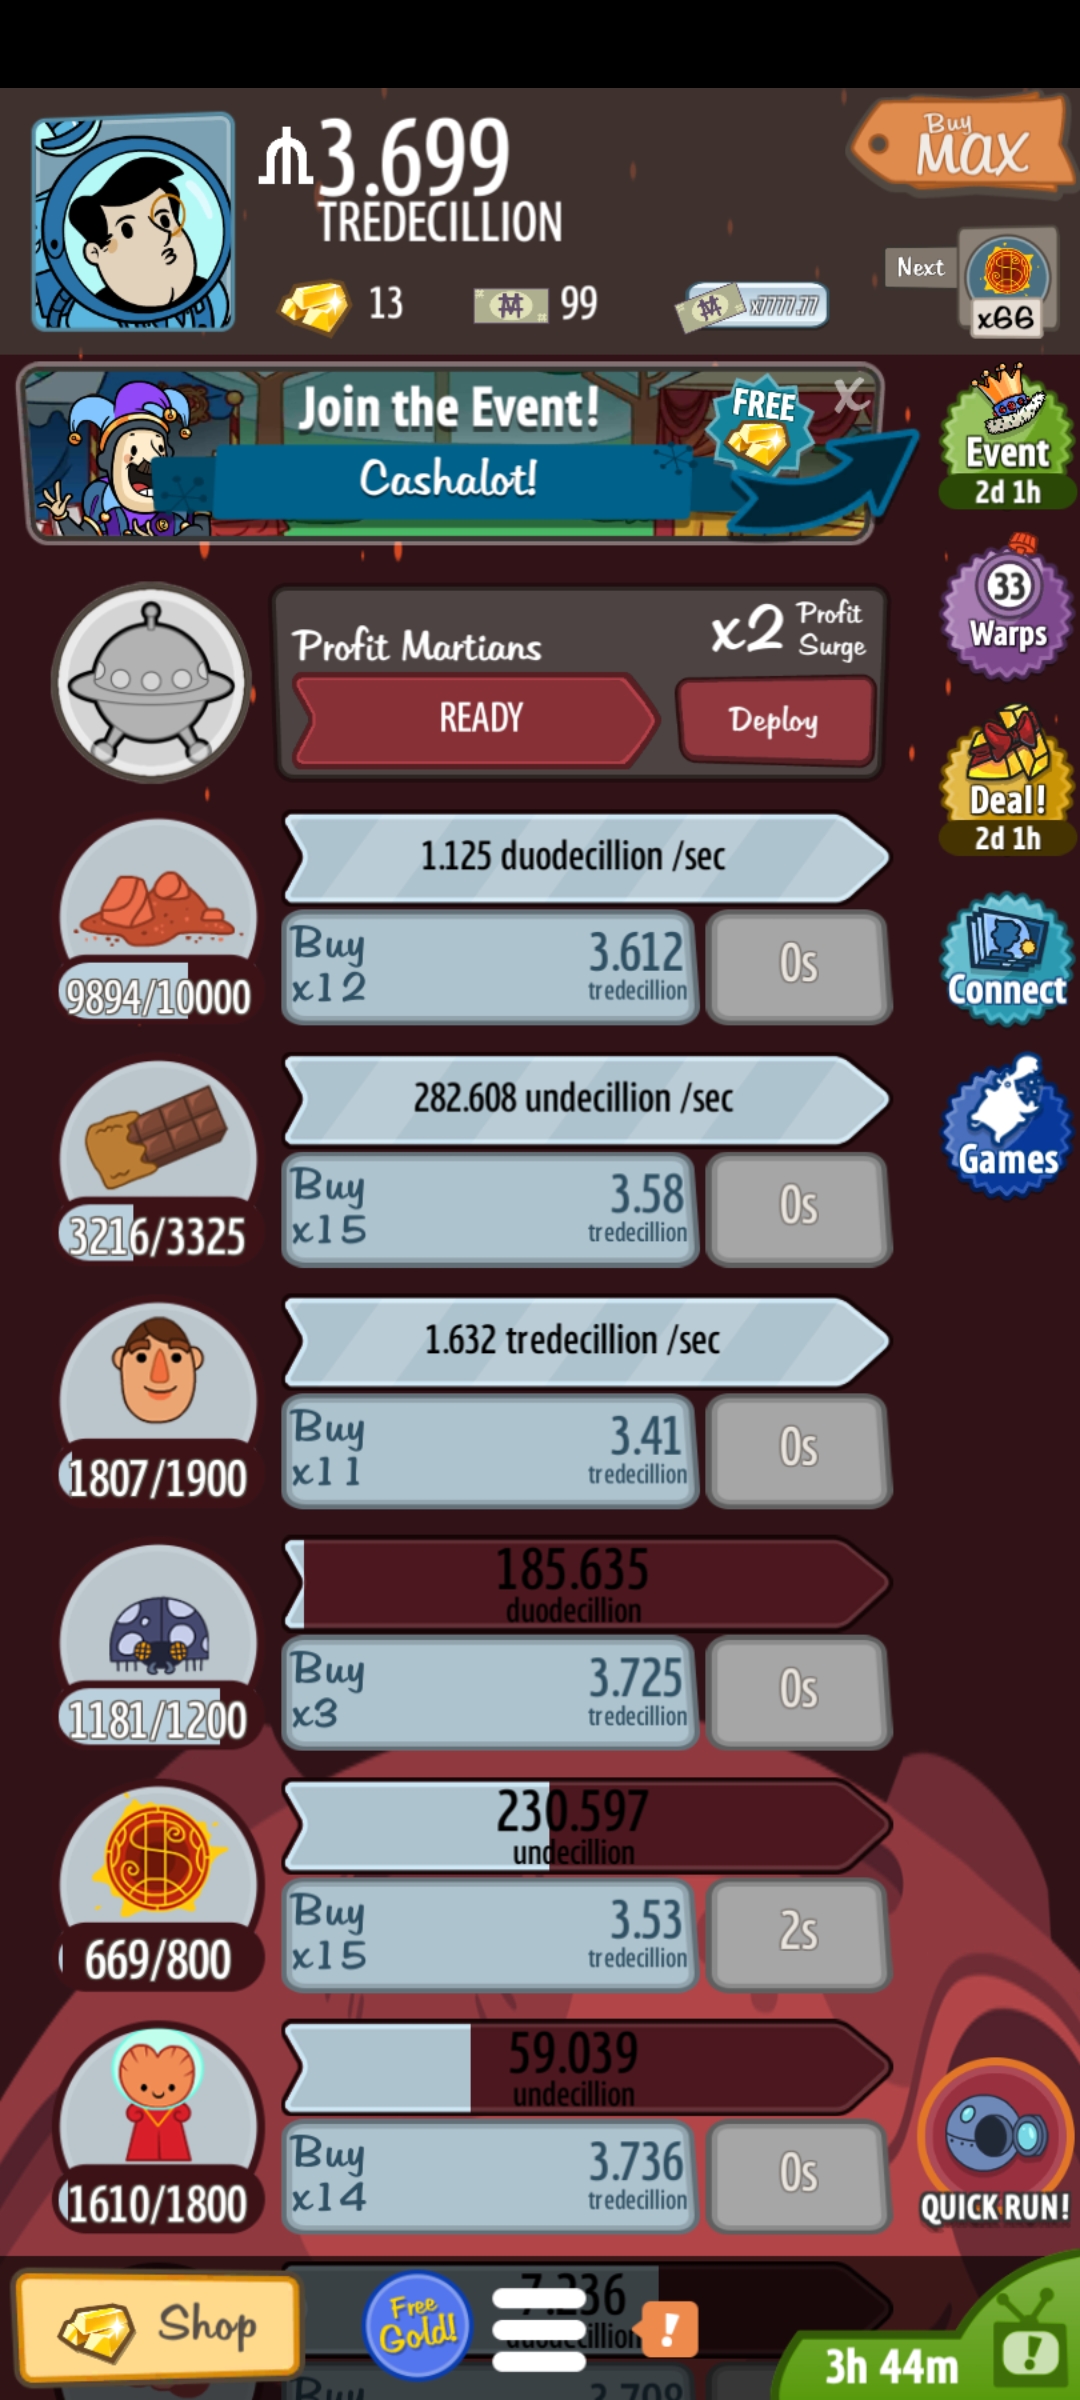 3.699
TREDECILLION
Buy
MAX
13
99
x7777.77
Next
x66
Join the Event!
FREE
X
Cashalot!
Event
2d 1h
33
Warps
Profit Martians
x2 Profit
Surge
READY
Deploy
Deal!
2d 1h
1.125 duodecillion /sec
9894/10000
Buy
x12
3.612
tredecillion
0s
Connect
282.608 undecillion /sec
3216/3325
Buy
x15
3.58
tredecillion
0s
Games
1.632 tredecillion /sec
1807/1900
Buy
x11
3.41
tredecillion
0s
185.635
duodecillion
1181/1200
Buy
x3
3.725
tredecillion
0s
230.597
undecillion
669/800
Buy
x15
3.53
tredecillion
2s
59.039
undecillion
1610/1800
Buy
x14
3.736
tredecillion
0s
QUICK RUN!
Shop
Free
Gold!
!
3h 44m
!
Buy